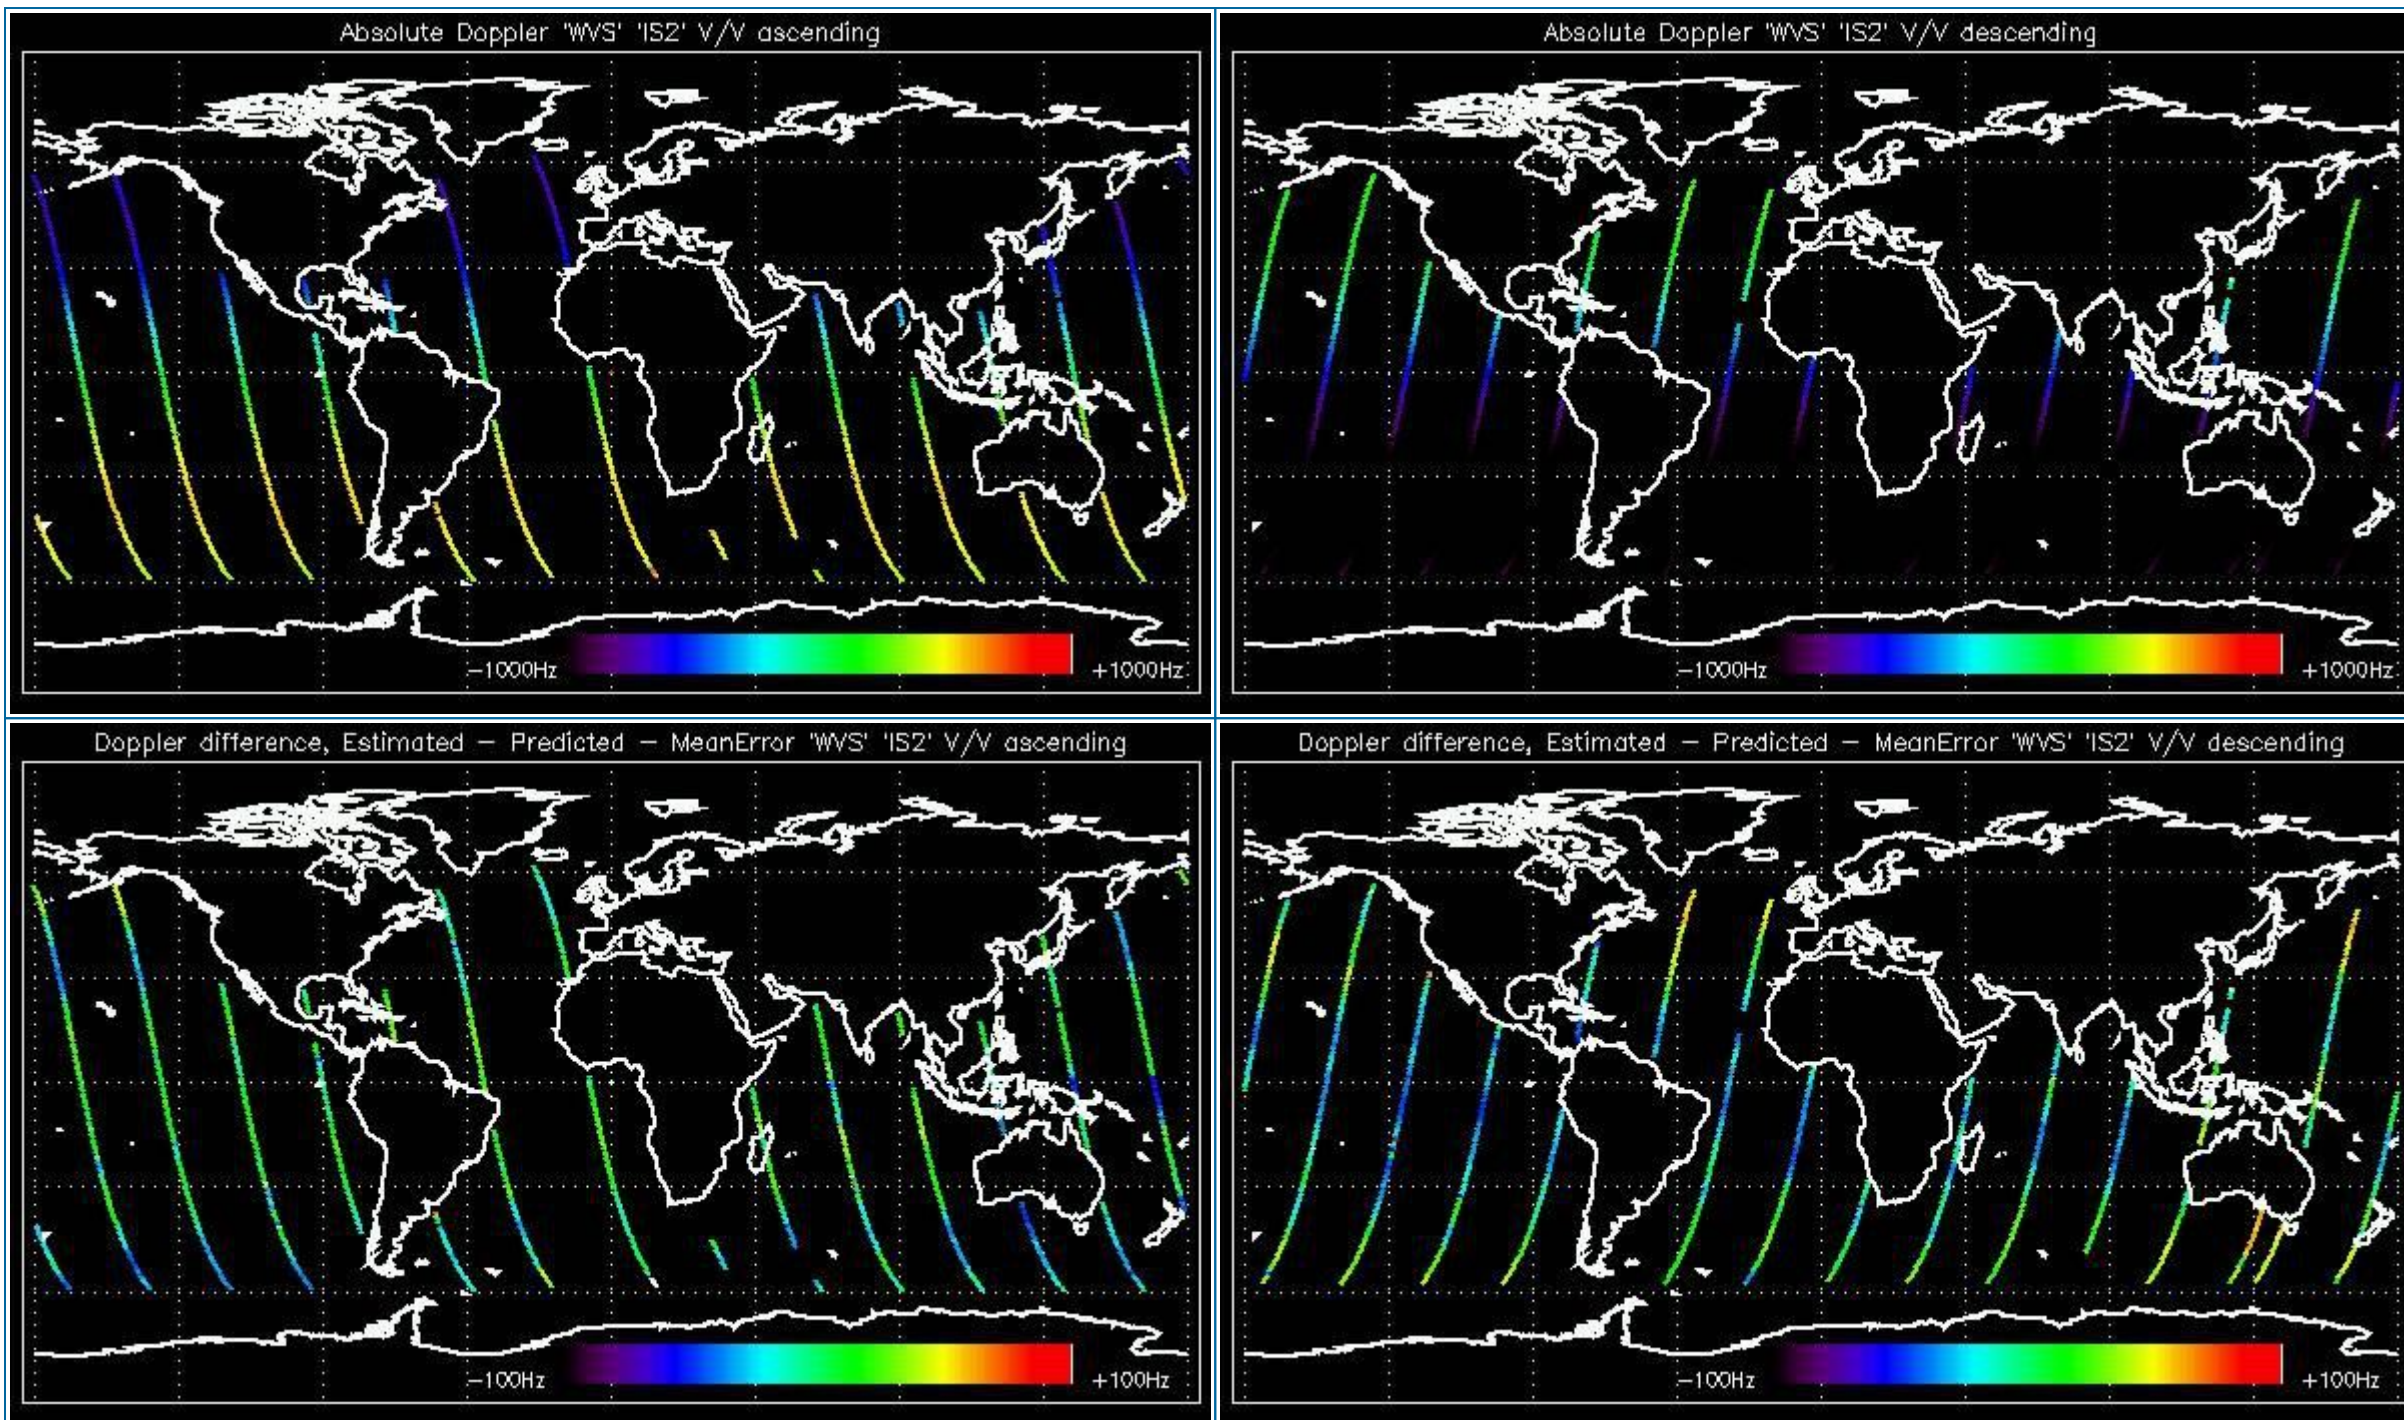 Absolute Doppler 'WVS' 'IS2' V/V ascending
−1000Hz
+1000Hz
Absolute Doppler 'WVS' 'IS2' V/V descending
−1000Hz
+1000Hz
Doppler difference, Estimated − Predicted − MeanError 'WVS' 'IS2' V/V ascending
−100Hz
+100Hz
Doppler difference, Estimated − Predicted − MeanError 'WVS' 'IS2' V/V descending
−100Hz
+100Hz